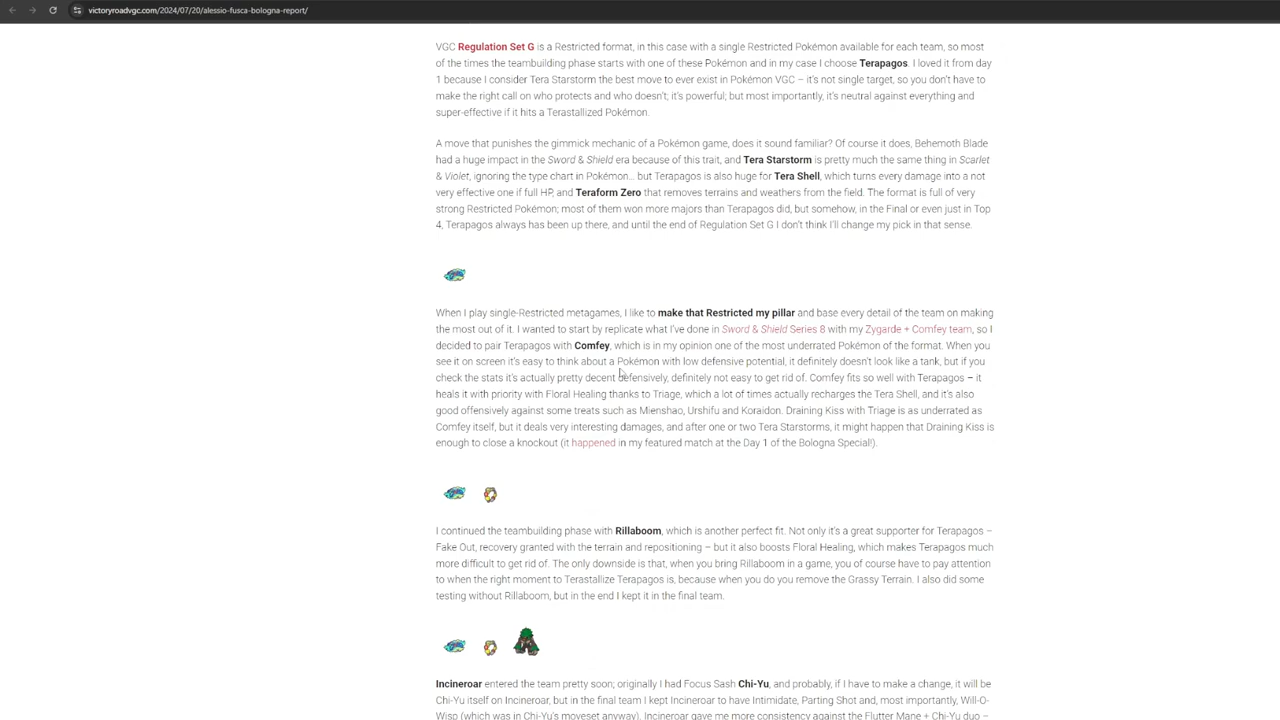 victoryroadvgc.com/2024/07/20/alessio-fusca-bologna-report/
VGC Regulation Set G is a Restricted format, in this case with a single Restricted Pokémon available for each team, so most
of the times the teambuilding phase starts with one of these Pokémon and in my case I choose Terapagos. I loved it from day
1 because I consider Tera Starstorm the best move to ever exist in Pokémon VGC – it's not single target, so you don't have to
make the right call on who protects and who doesn't; it's powerful; but most importantly, it's neutral against everything and
super-effective if it hits a Terastallized Pokémon.
A move that punishes the gimmick mechanic of a Pokémon game, does it sound familiar? Of course it does, Behemoth Blade
had a huge impact in the Sword & Shield era because of this trait, and Tera Starstorm is pretty much the same thing in Scarlet
& Violet, ignoring the type chart in Pokémon... but Terapagos is also huge for Tera Shell, which turns every damage into a not
very effective one if full HP, and Teraform Zero that removes terrains and weathers from the field. The format is full of very
strong Restricted Pokémon; most of them won more majors than Terapagos did, but somehow, in the Final or even just in Top
4, Terapagos always has been up there, and until the end of Regulation Set G I don't think I'll change my pick in that sense.
When I play single-Restricted metagames, I like to make that Restricted my pillar and base every detail of the team on making
the most out of it. I wanted to start by replicate what I've done in Sword & Shield Series 8 with my Zygarde + Comfey team, so I
decided to pair Terapagos with Comfey, which is in my opinion one of the most underrated Pokémon of the format. When you
see it on screen it's easy to think about a Pokémon with low defensive potential, it definitely doesn't look like a tank, but if you
check the stats it's actually pretty decent defensively, definitely not easy to get rid of. Comfey fits so well with Terapagos – it
heals it with priority with Floral Healing thanks to Triage, which a lot of times actually recharges the Tera Shell, and it's also
good offensively against some treats such as Mienshao, Urshifu and Koraidon. Draining Kiss with Triage is as underrated as
Comfey itself, but it deals very interesting damages, and after one or two Tera Starstorms, it might happen that Draining Kiss is
enough to close a knockout (it happened in my featured match at the Day 1 of the Bologna Special!).
I continued the teambuilding phase with Rillaboom, which is another perfect fit. Not only it's a great supporter for Terapagos –
Fake Out, recovery granted with the terrain and repositioning – but it also boosts Floral Healing, which makes Terapagos much
more difficult to get rid of. The only downside is that, when you bring Rillaboom in a game, you of course have to pay attention
to when the right moment to Terastallize Terapagos is, because when you do you remove the Grassy Terrain. I also did some
testing without Rillaboom, but in the end I kept it in the final team.
Incineroar entered the team pretty soon; originally I had Focus Sash Chi-Yu, and probably, if I have to make a change, it will be
Chi-Yu itself on Incineroar, but in the final team I kept Incineroar to have Intimidate, Parting Shot and, most importantly, Will-O-
Wisp (which was in Chi-Yu's moveset anyway). Incineroar gave me more consistency against the Flutter Mane + Chi-Yu duo –